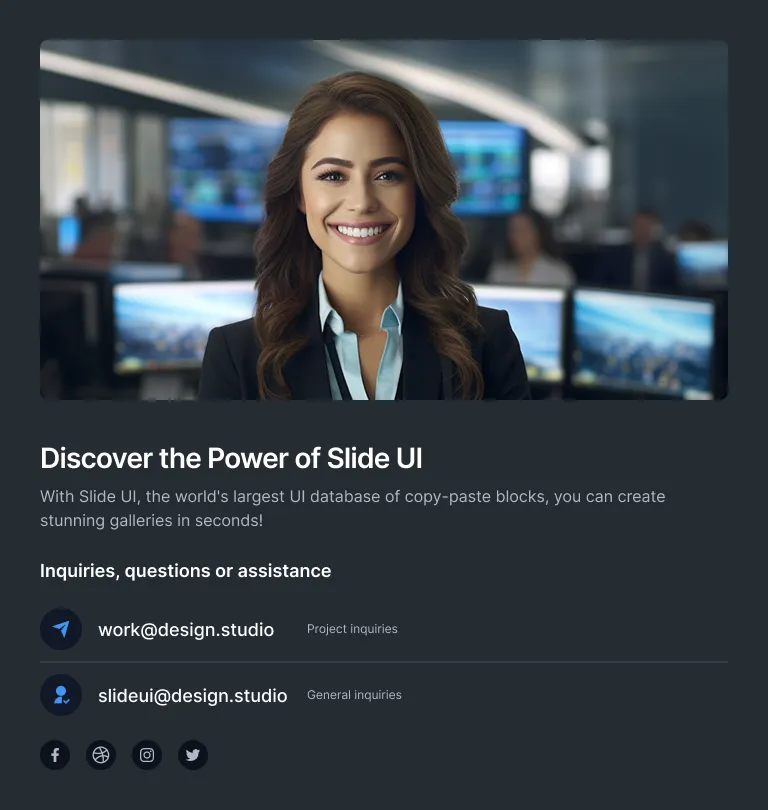 Discover the Power of Slide UI
With Slide UI, the world's largest UI database of copy-paste blocks, you can create
stunning galleries in seconds!
Inquiries, questions or assistance
work@design.studio Project inquiries
slideui@design.studio General inquiries